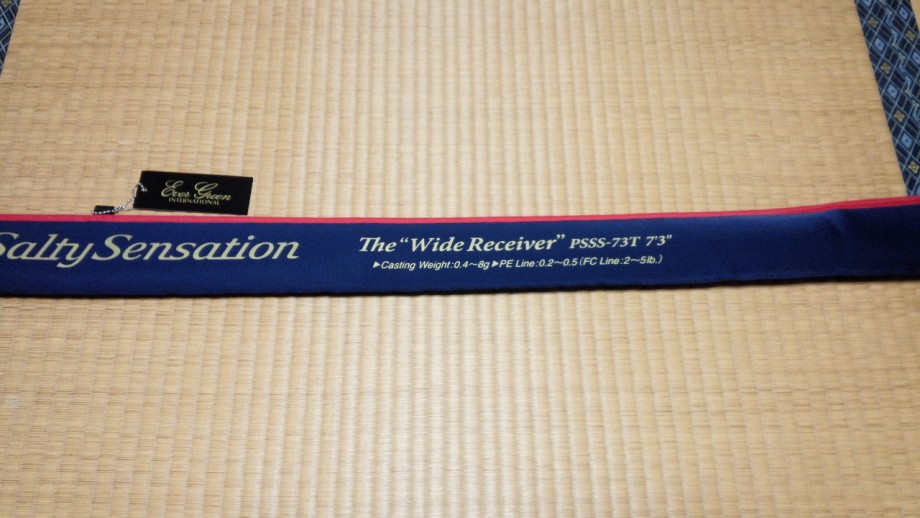 Ever Green
INTERNATIONAL
Salty Sensation
The "Wide Receiver" PSSS-73T 7'3"
▶Casting Weight:0.4～8g▶PE Line:0.2～0.5(FC Line:2～5lb.)